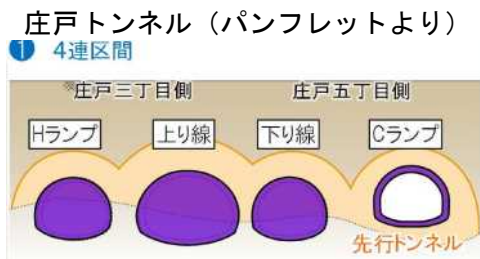 庄戸トンネル（パンフレットより）
❶ 4連区間
※庄戸三丁目側 庄戸五丁目側
Hランプ 上り線 下り線 Cランプ
先行トンネル